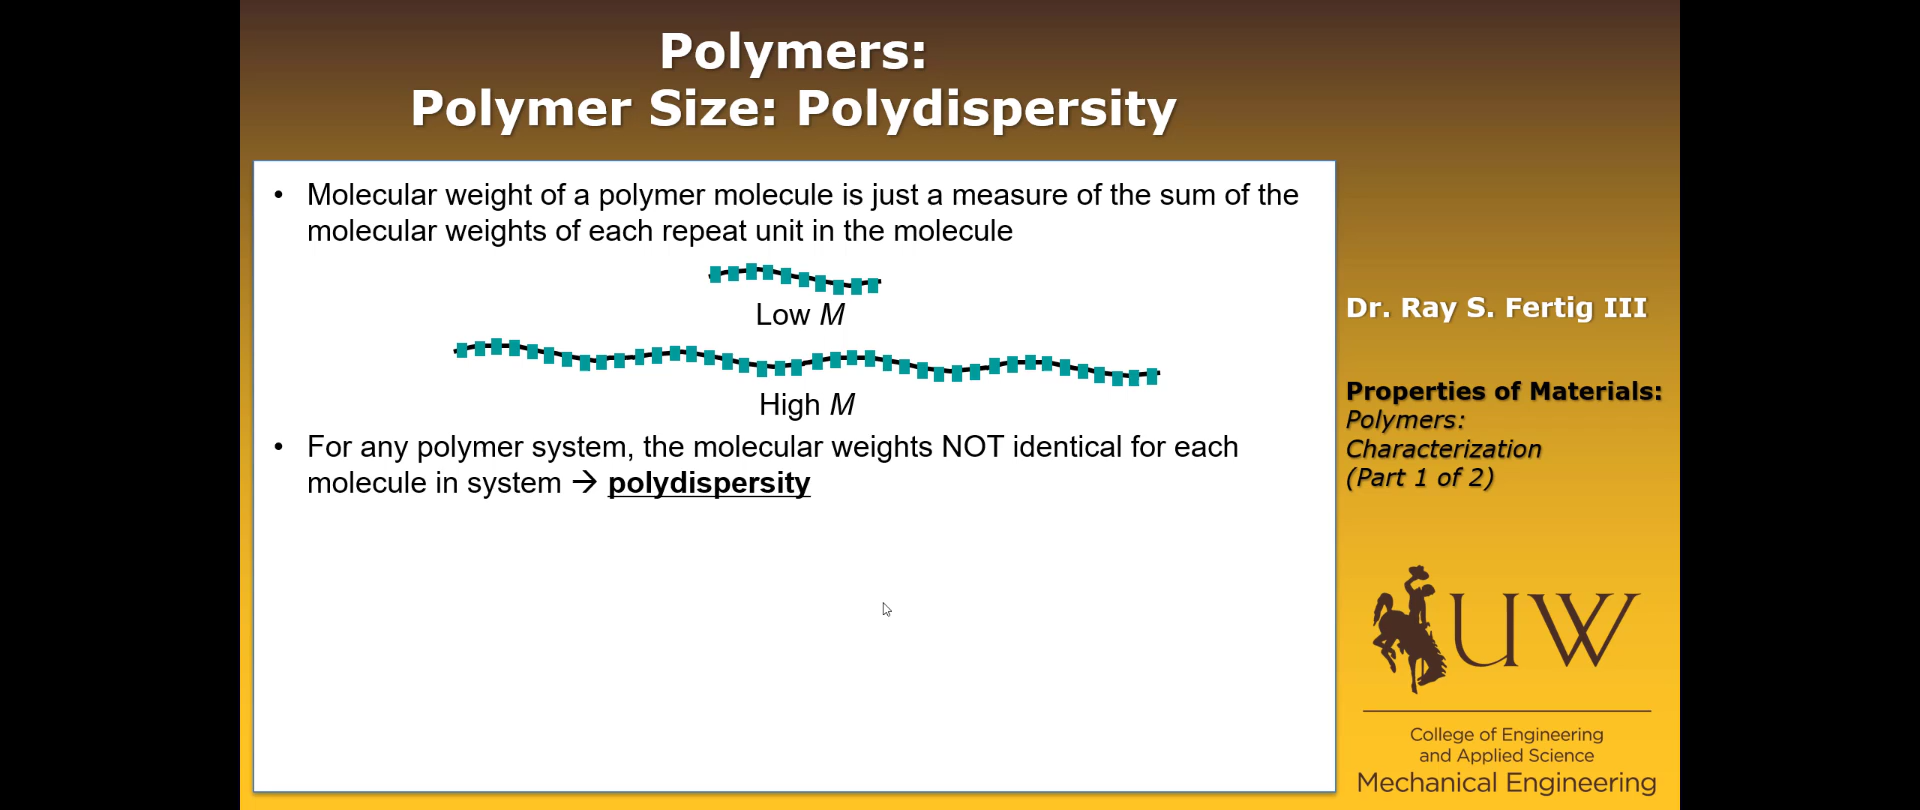 Polymers:
Polymer Size: Polydispersity
• Molecular weight of a polymer molecule is just a measure of the sum of the
molecular weights of each repeat unit in the molecule
Low M
High M
• For any polymer system, the molecular weights NOT identical for each
molecule in system → polydispersity
Dr. Ray S. Fertig III
Properties of Materials:
Polymers:
Characterization
(Part 1 of 2)
UW
College of Engineering
and Applied Science
Mechanical Engineering